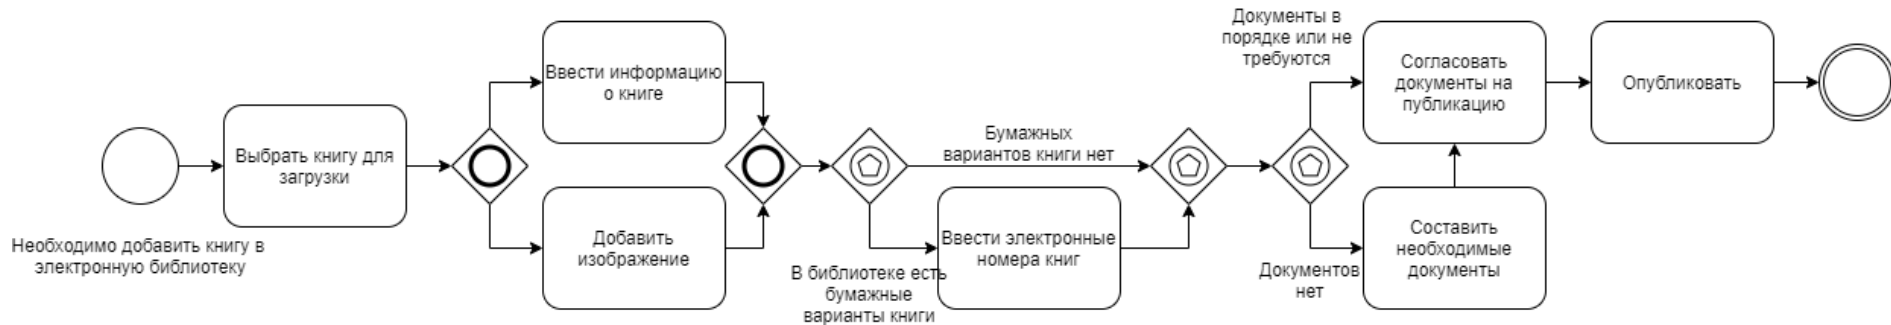 Необходимо добавить книгу в
электронную библиотеку
Выбрать книгу для
загрузки
Ввести информацию
о книге
Добавить
изображение
Бумажных
вариантов книги нет
В библиотеке есть
бумажные
варианты книги
Ввести электронные
номера книг
Документы в
порядке или не
требуются
Документов
нет
Согласовать
документы на
публикацию
Составить
необходимые
документы
Опубликовать